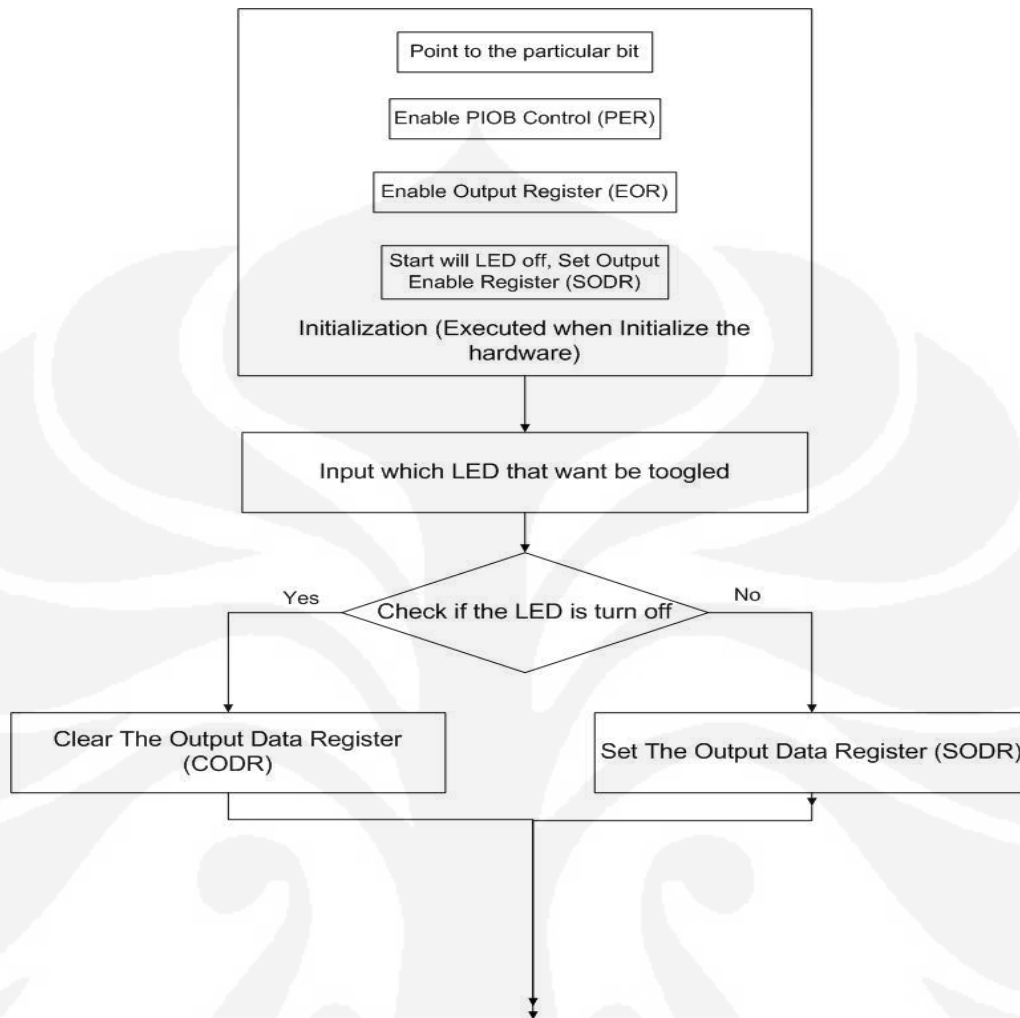 Point to the particular bit
Enable PIOB Control (PER)
Enable Output Register (EOR)
Start will LED off, Set Output
Enable Register (SODR)
Initialization (Executed when Initialize the
hardware)
Input which LED that want be toogled
Check if the LED is turn off
Yes
No
Clear The Output Data Register
(CODR)
Set The Output Data Register (SODR)